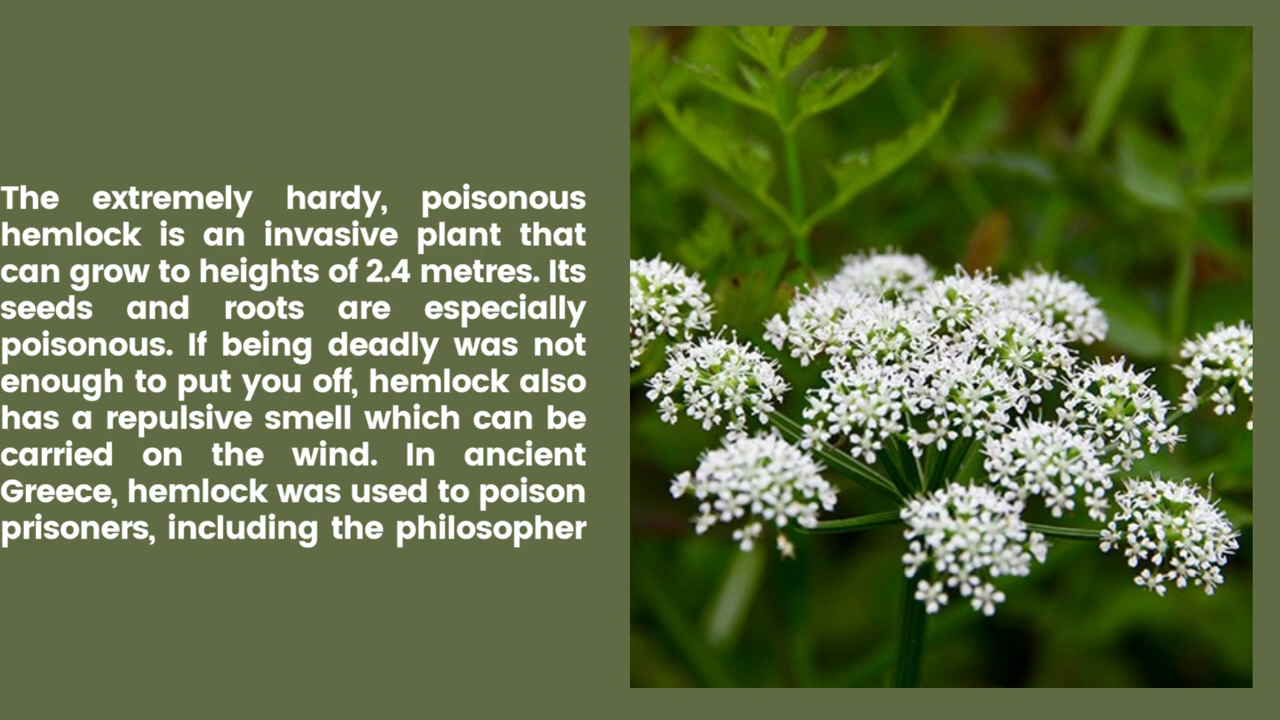 The extremely hardy, poisonous
hemlock is an invasive plant that
can grow to heights of 2.4 metres. Its
seeds and roots are especially
poisonous. If being deadly was not
enough to put you off, hemlock also
has a repulsive smell which can be
carried on the wind. In ancient
Greece, hemlock was used to poison
prisoners, including the philosopher